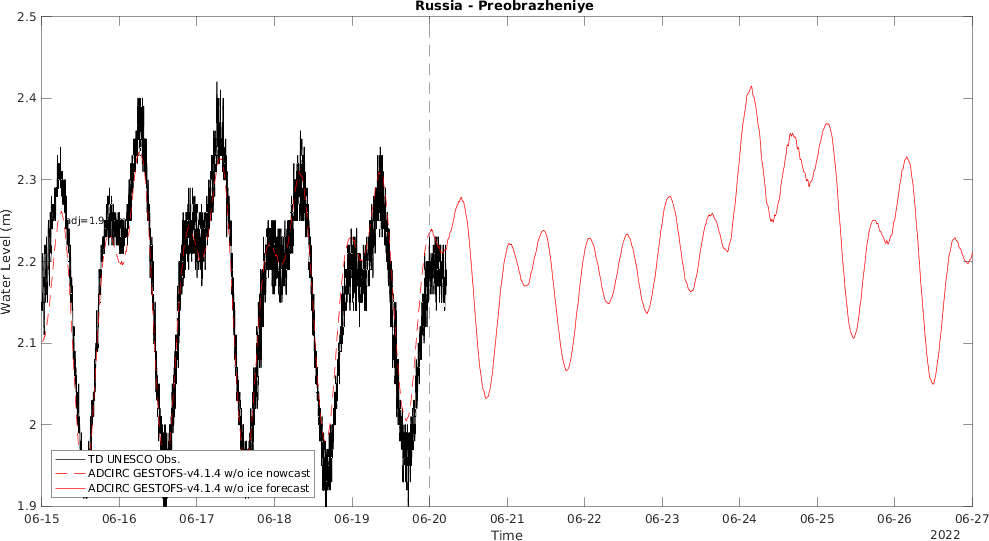 Russia - Preobrazheniye
Water Level (m)
2.5
2.4
2.3
2.2
2.1
2
1.9
adj=1.9
TD UNESCO Obs.
ADCIRC GESTOFS-v4.1.4 w/o ice nowcast
ADCIRC GESTOFS-v4.1.4 w/o ice forecast
06-15 06-16 06-17 06-18 06-19 06-20 06-21 06-22 06-23 06-24 06-25 06-26 06-27
Time
2022